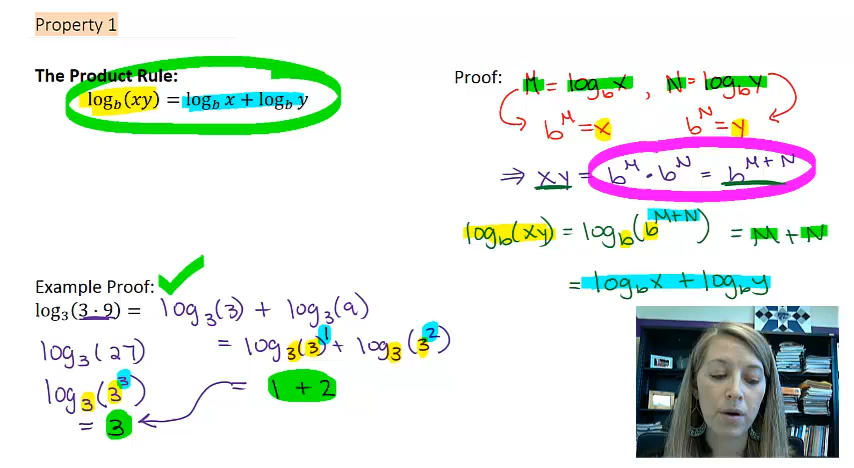 Property 1
The Product Rule:
log_b(xy) = log_b x + log_b y
Proof: M = log_b x , N = log_b y
b^M = x b^N = y
⇒ xy = b^M · b^N = b^{M+N}
log_b(xy) = log_b(b^{M+N}) = M + N
= log_b x + log_b y
Example Proof:
log_3(3 · 9) = log_3(3) + log_3(9)
log_3(27) = log_3(3)^1 + log_3(3^2)
log_3(3^3) = 1 + 2
= 3